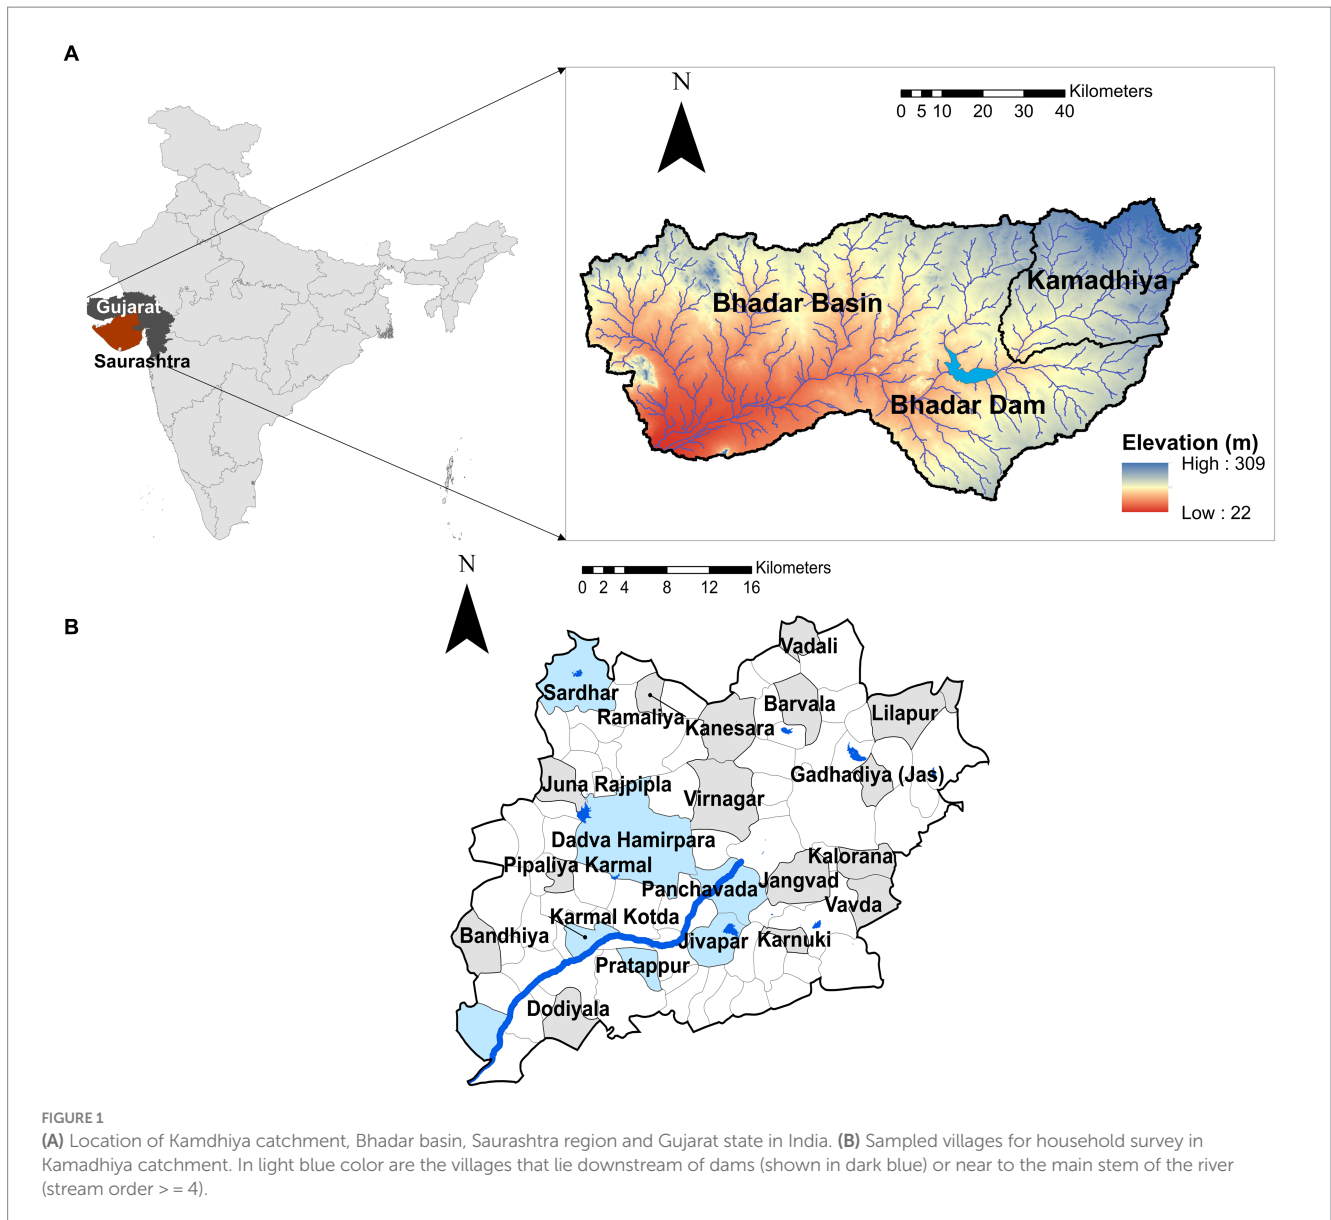 A
Gujarat
Saurashtra
N
Kilometers
0 5 10 20 30 40
Bhadar Basin
Kamadhiya
Bhadar Dam
Elevation (m)
High : 309
Low : 22
B
N
Kilometers
0 2 4 8 12 16
Vadali
Sardhar
Ramaliya
Kanesara
Barvala
Lilapur
Juna Rajpipla
Virnagar
Gadhadiya (Jas)
Dadva Hamirpara
Pipaliya Karmal
Panchavada
Jangvad
Kalorana
Vavda
Karmal Kotda
Bandhiya
Jivapar
Karnuki
Pratappur
Dodiyala
FIGURE 1
(A) Location of Kamdhiya catchment, Bhadar basin, Saurashtra region and Gujarat state in India. (B) Sampled villages for household survey in
Kamadhiya catchment. In light blue color are the villages that lie downstream of dams (shown in dark blue) or near to the main stem of the river
(stream order > = 4).